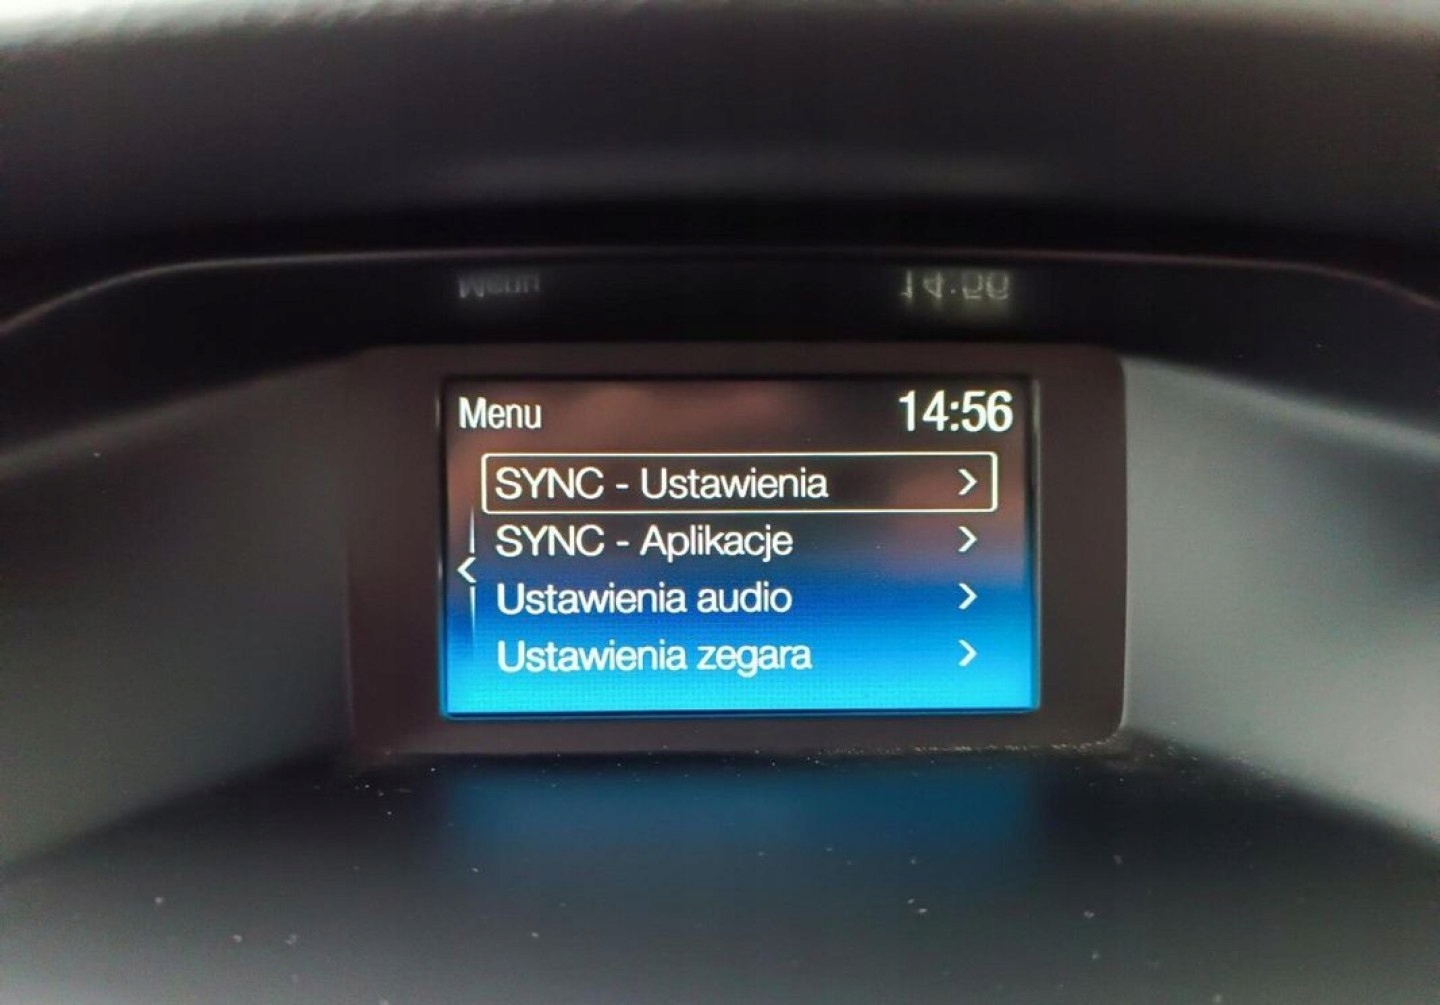 Menu 14:56
SYNC - Ustawienia
SYNC - Aplikacje
Ustawienia audio
Ustawienia zegara